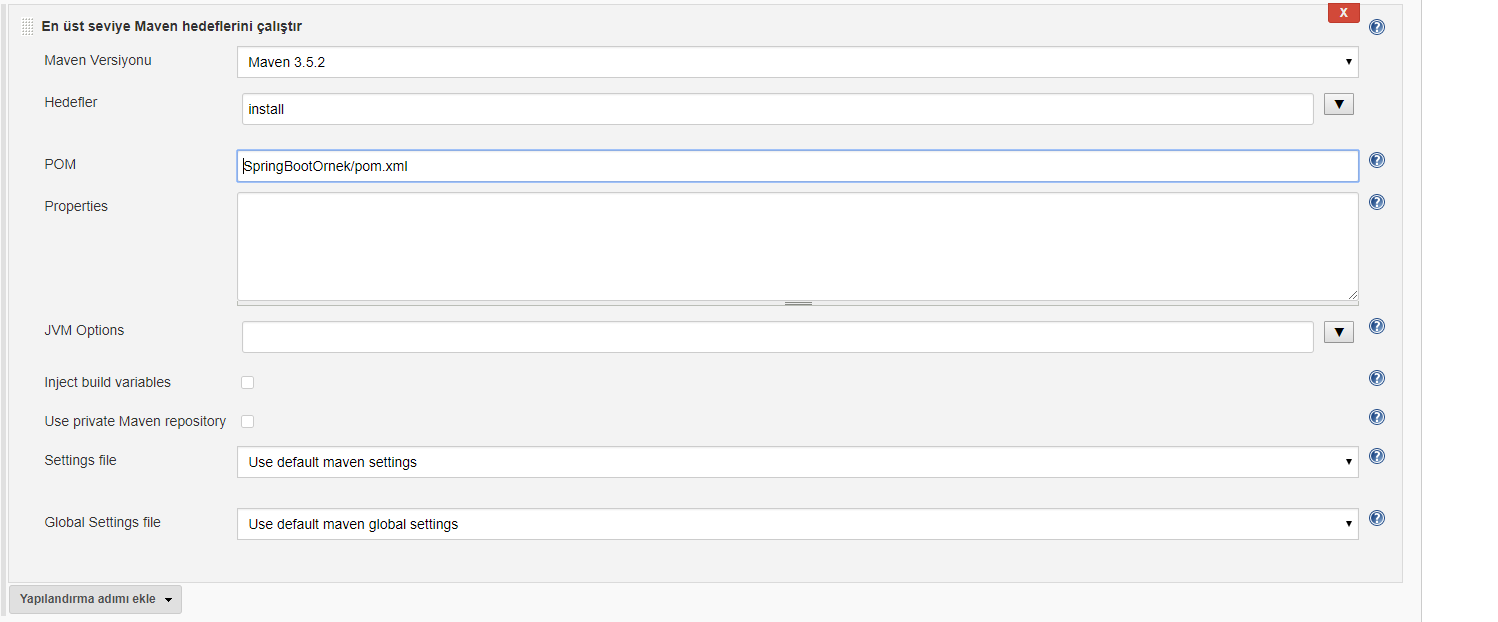 En üst seviye Maven hedeflerini çalıştır
X
?
Maven Versiyonu
Maven 3.5.2
Hedefler
install
POM
SpringBootOrnek/pom.xml
?
Properties
?
JVM Options
?
Inject build variables
?
Use private Maven repository
?
Settings file
Use default maven settings
?
Global Settings file
Use default maven global settings
?
Yapılandırma adımı ekle